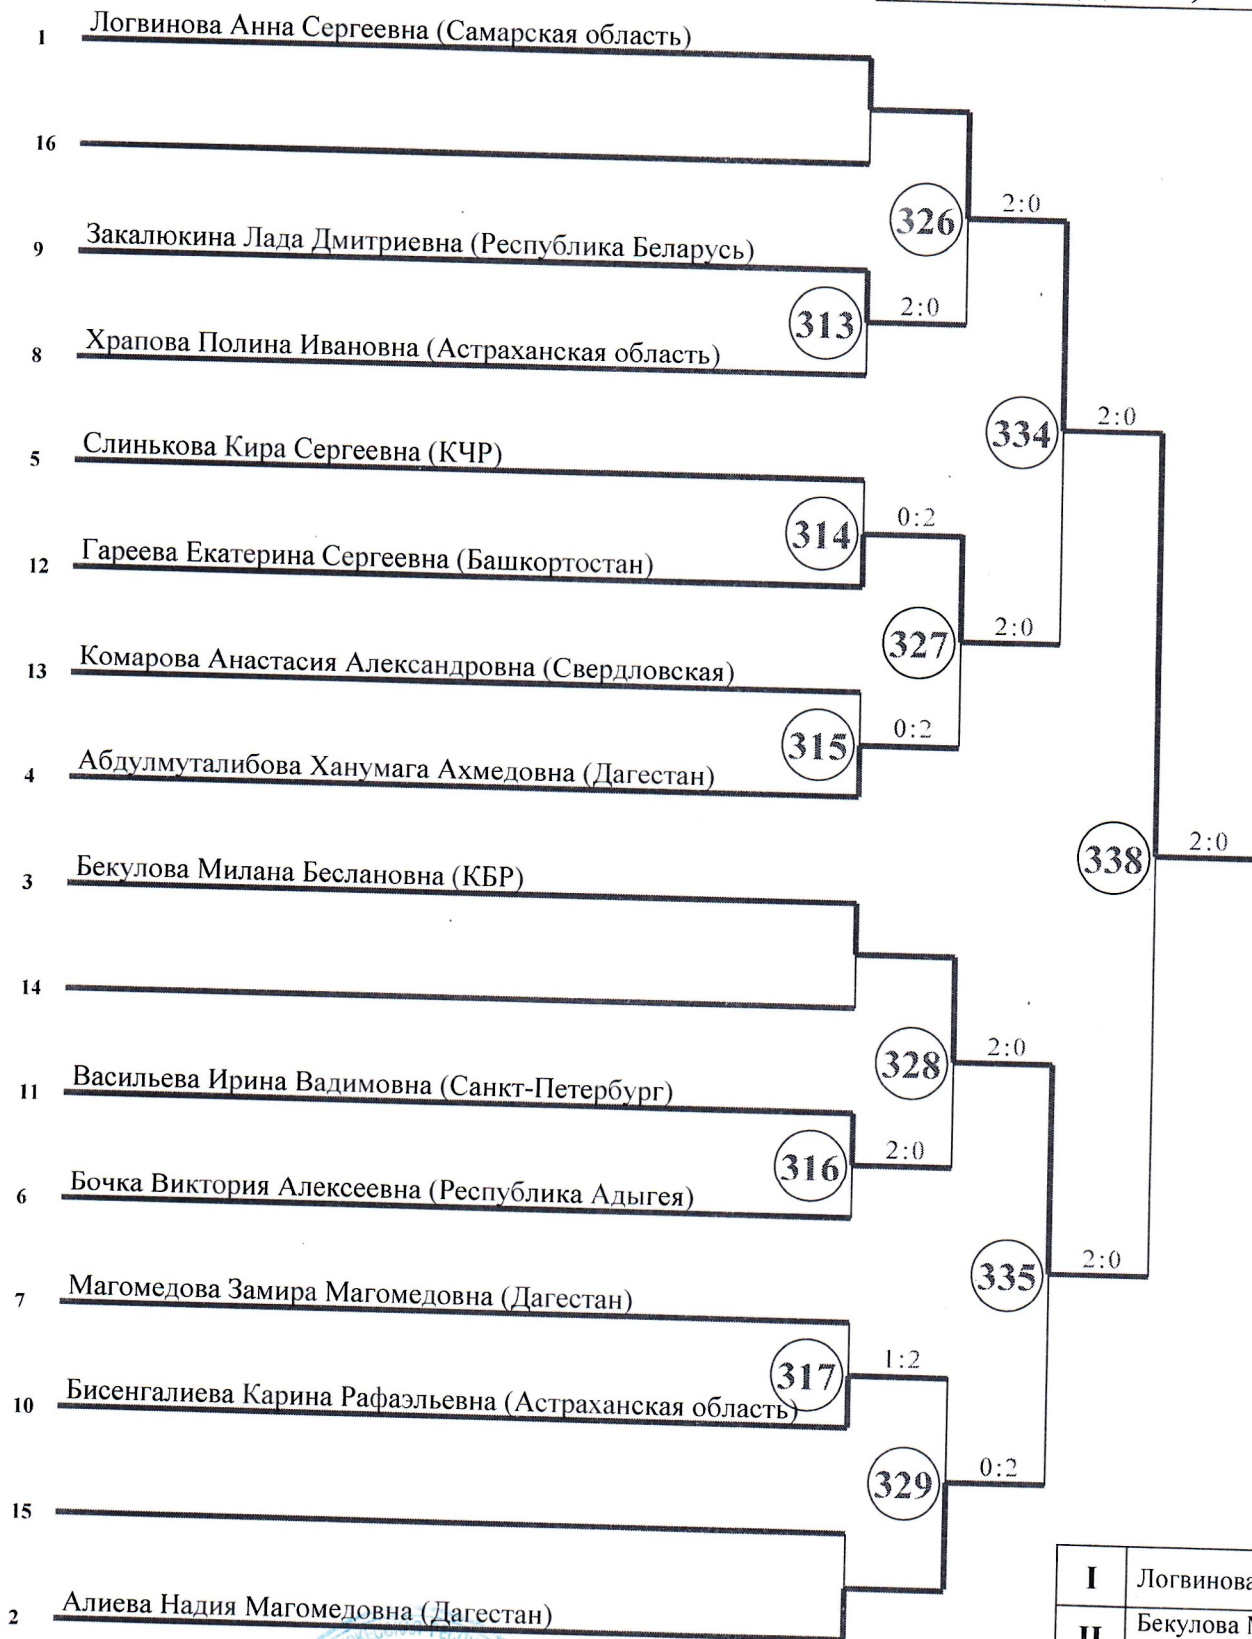 1 Логвинова Анна Сергеевна (Самарская область)
16
326 2:0
9 Закалюкина Лада Дмитриевна (Республика Беларусь)
313 2:0
8 Храпова Полина Ивановна (Астраханская область)
334 2:0
5 Слинькова Кира Сергеевна (КЧР)
314 0:2
12 Гареева Екатерина Сергеевна (Башкортостан)
327 2:0
13 Комарова Анастасия Александровна (Свердловская)
315 0:2
4 Абдулмуталибова Ханумага Ахмедовна (Дагестан)
338 2:0
3 Бекулова Милана Беслановна (КБР)
14
328 2:0
11 Васильева Ирина Вадимовна (Санкт-Петербург)
316 2:0
6 Бочка Виктория Алексеевна (Республика Адыгея)
335 2:0
7 Магомедова Замира Магомедовна (Дагестан)
317 1:2
10 Бисенгалиева Карина Рафаэльевна (Астраханская область)
329 0:2
15
2 Алиева Надия Магомедовна (Дагестан)
I Логвинова
II Бекулова